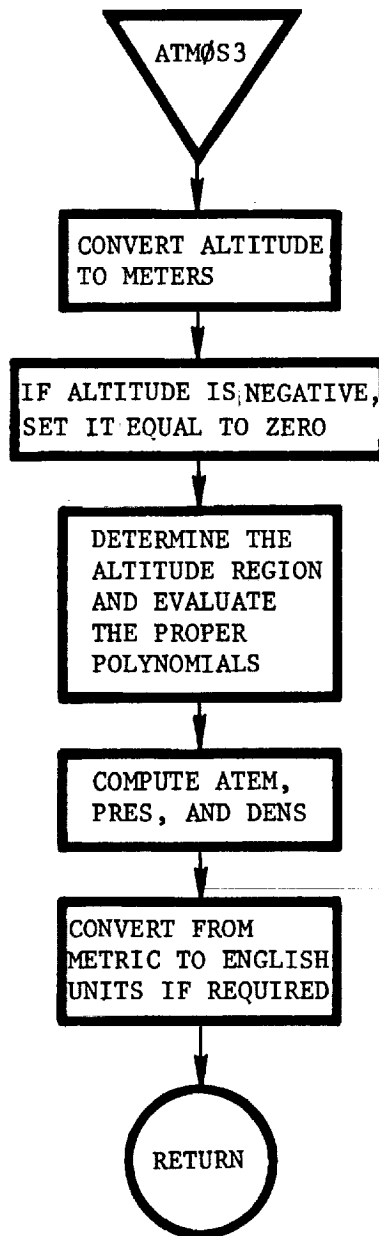 ATMØS3
CONVERT ALTITUDE
TO METERS
IF ALTITUDE IS NEGATIVE,
SET IT EQUAL TO ZERO
DETERMINE THE
ALTITUDE REGION
AND EVALUATE
THE PROPER
POLYNOMIALS
COMPUTE ATEM,
PRES, AND DENS
CONVERT FROM
METRIC TO ENGLISH
UNITS IF REQUIRED
RETURN